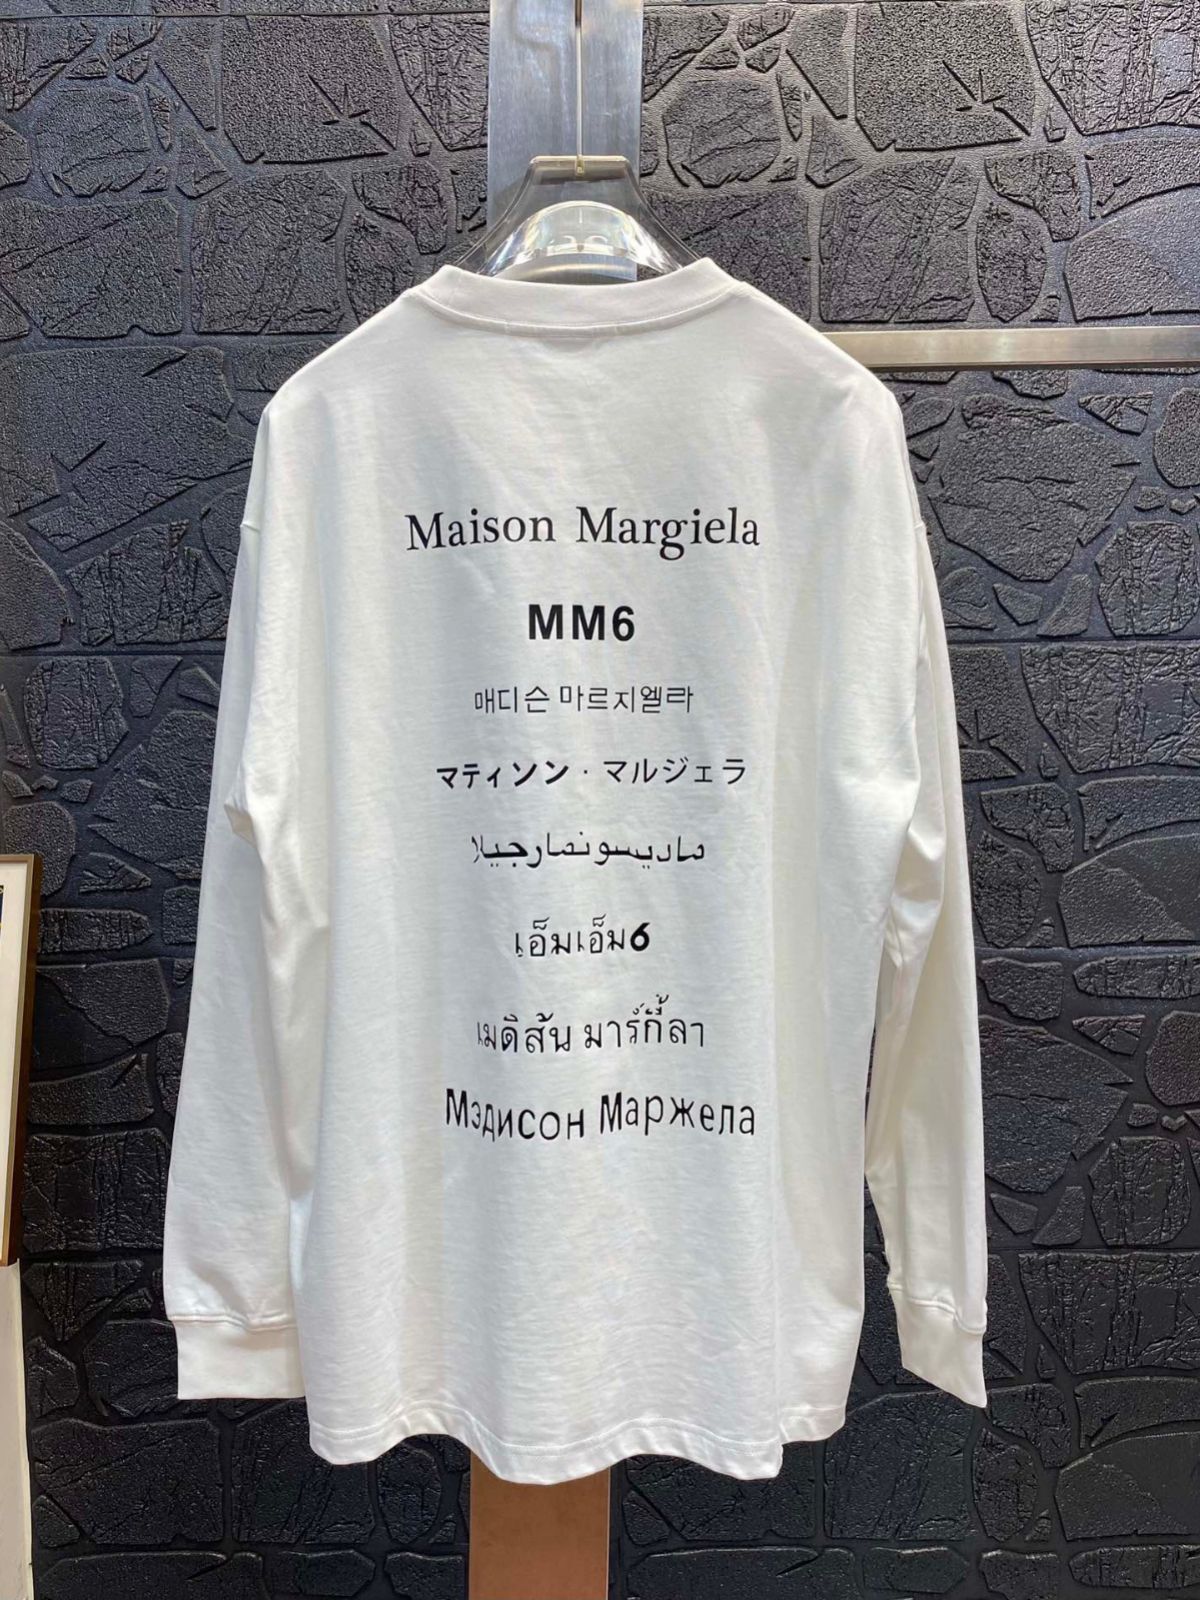 Maison Margiela
MM6
매디슨 마르지엘라
マティソン・マルジェラ
ماديسونمارجيلا
เอ็มเอ็ม6
เมดิสัน มาร์กี้ลา
Мэдисон Маржела